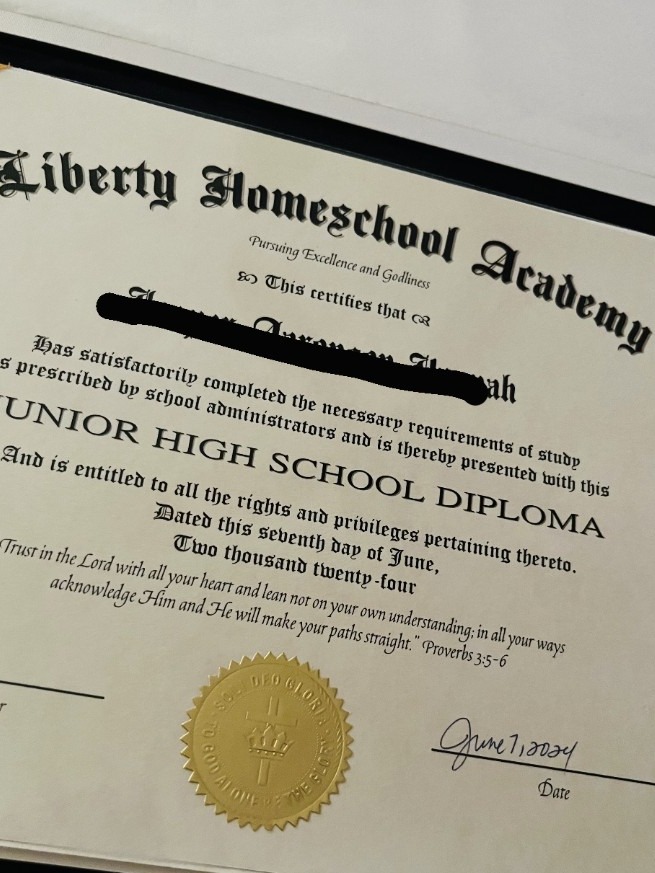 Liberty Homeschool Academy
Pursuing Excellence and Godliness
This certifies that
ah
Has satisfactorily completed the necessary requirements of study
s prescribed by school administrators and is thereby presented with this
JUNIOR HIGH SCHOOL DIPLOMA
And is entitled to all the rights and privileges pertaining thereto.
Dated this seventh day of June,
Two thousand twenty-four
Trust in the Lord with all your heart and lean not on your own understanding; in all your ways
acknowledge Him and He will make your paths straight." Proverbs 3:5-6
SOLI DEO GLORIA
TO GOD ALONE BE THE GLORY
June 7, 2024
r
Date